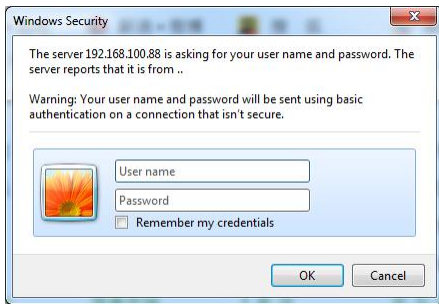 Windows Security
The server 192.168.100.88 is asking for your user name and password. The
server reports that it is from ..
Warning: Your user name and password will be sent using basic
authentication on a connection that isn't secure.
User name
Password
Remember my credentials
OK
Cancel